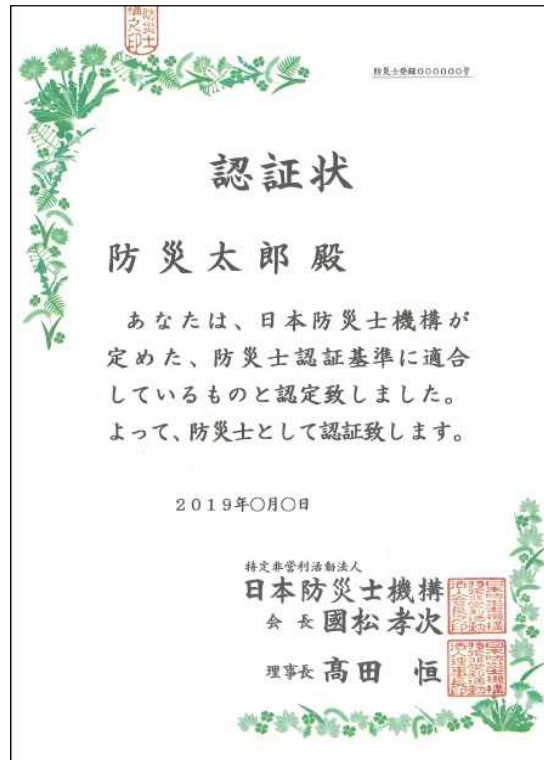 防災士登録000000号
認証状
防災太郎殿
あなたは、日本防災士機構が
定めた、防災士認証基準に適合
しているものと認定致しました。
よって、防災士として認証致します。
2019年〇月〇日
特定非営利活動法人
日本防災士機構
会長 國松孝次
理事長 髙田 恒